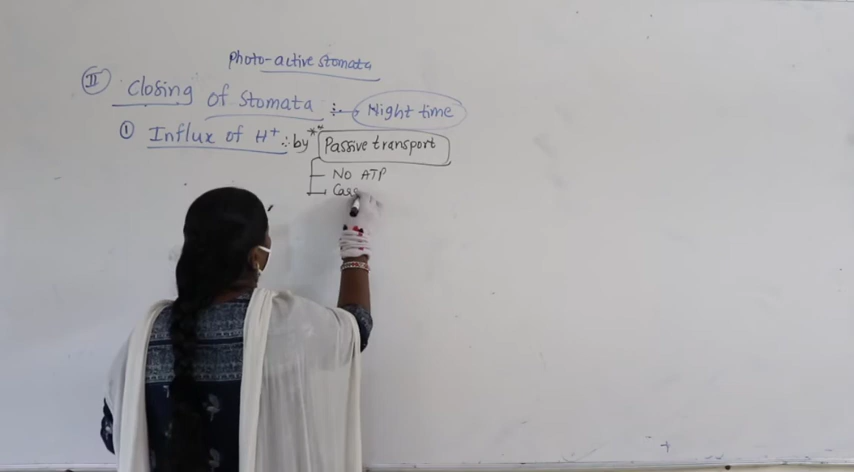 Photo-active stomata
II Closing of Stomata :- Night time
① Influx of H+ ∴ by ** Passive transport
No ATP